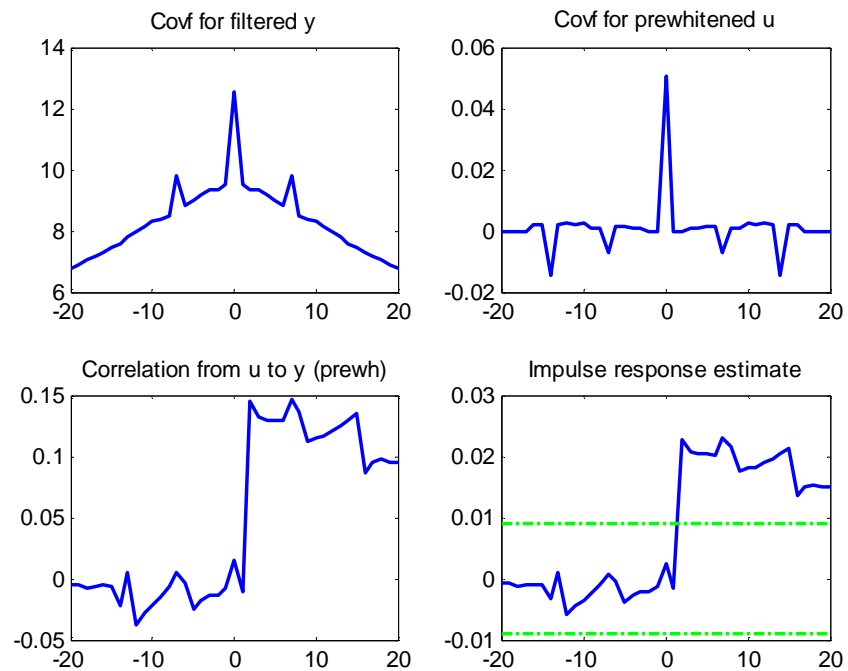 Covf for filtered y
14
12
10
8
6
-20 -10 0 10 20
Covf for prewhitened u
0.06
0.04
0.02
0
-0.02
-20 -10 0 10 20
Correlation from u to y (prewh)
0.15
0.1
0.05
0
-0.05
-20 -10 0 10 20
Impulse response estimate
0.03
0.02
0.01
0
-0.01
-20 -10 0 10 20